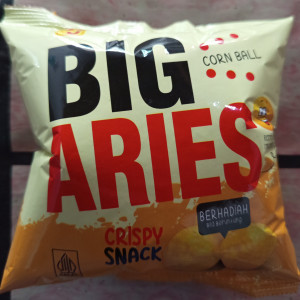 BIG
CORN BALL
ARIES
BERHADIAH
CRISPY
SNACK